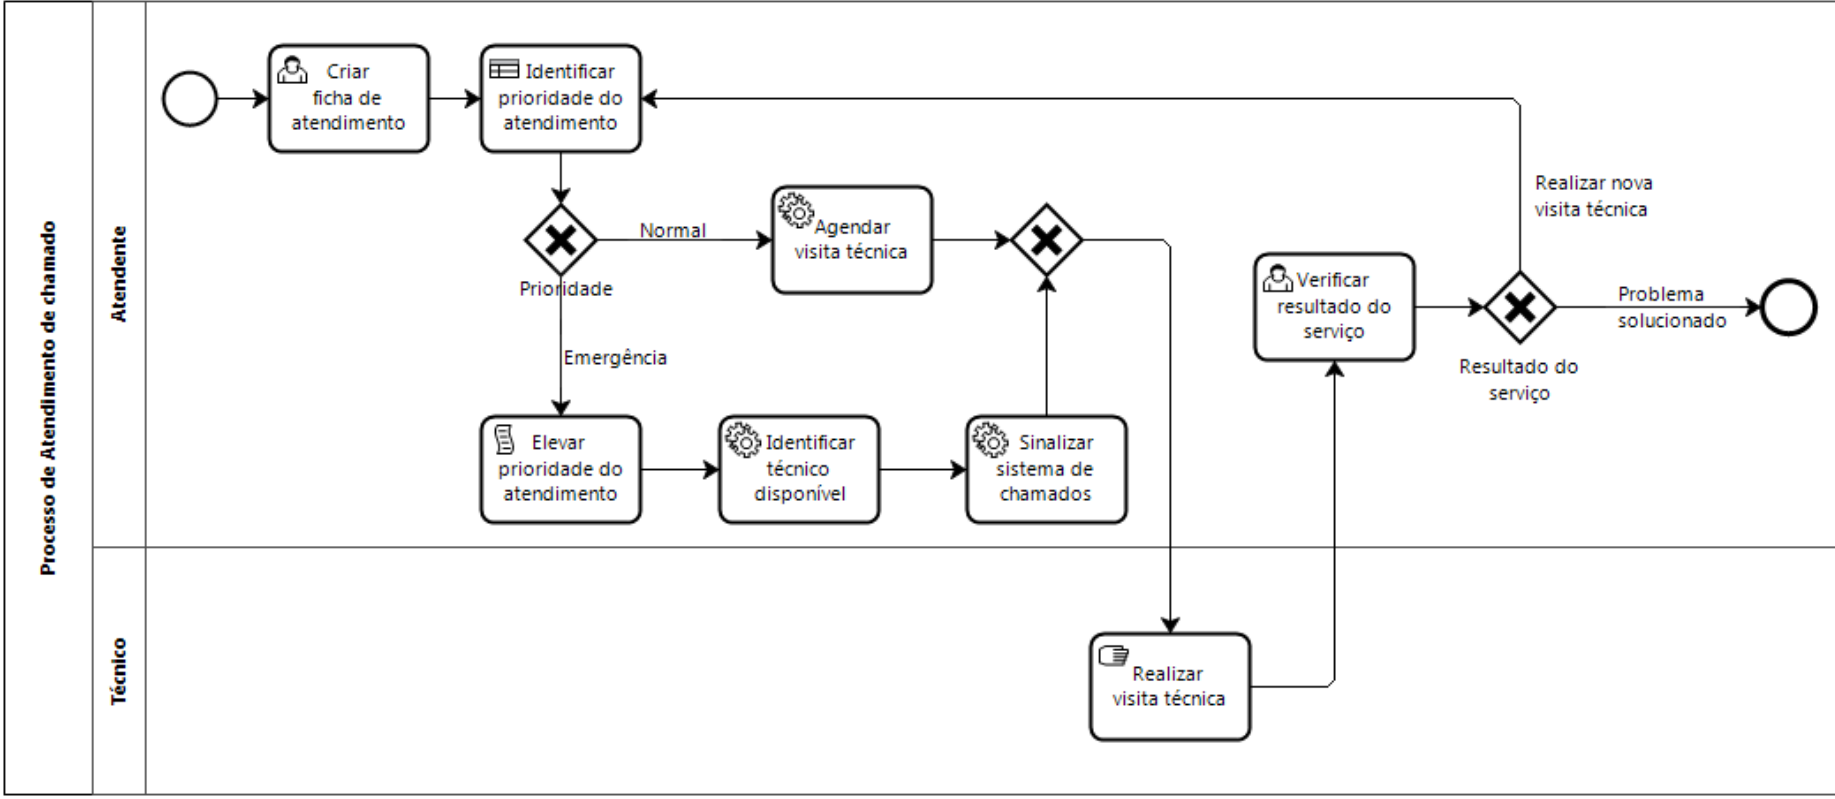 Processo de Atendimento de chamado
Atendente
Criar
ficha de
atendimento
Identificar
prioridade do
atendimento
Prioridade
Normal
Agendar
visita técnica
Emergência
Elevar
prioridade do
atendimento
Identificar
técnico
disponível
Sinalizar
sistema de
chamados
Verificar
resultado do
serviço
Resultado do
serviço
Realizar nova
visita técnica
Problema
solucionado
Técnico
Realizar
visita técnica